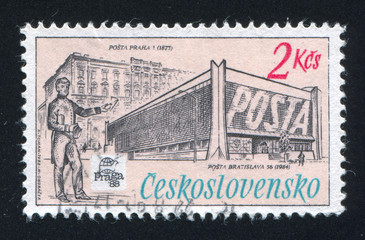 POŠTA PRAHA 1 (1873)
2 Kčs
POSTA
POŠTA BRATISLAVA 56 (1984)
Praga
88
Československo